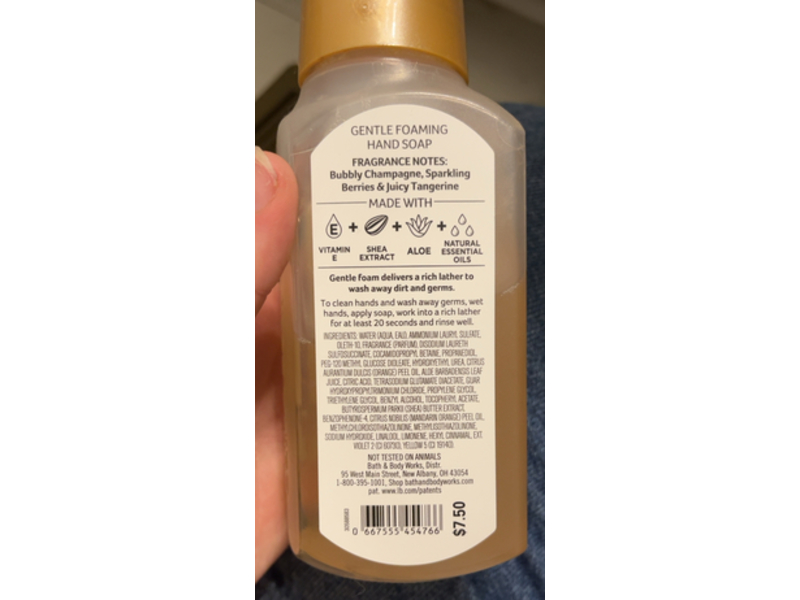 GENTLE FOAMING
HAND SOAP
FRAGRANCE NOTES:
Bubbly Champagne, Sparkling
Berries & Juicy Tangerine
MADE WITH
E + + +
VITAMIN E SHEA EXTRACT ALOE NATURAL ESSENTIAL OILS
Gentle foam delivers a rich lather to
wash away dirt and germs.
To clean hands and wash away germs, wet
hands, apply soap, work into a rich lather
for at least 20 seconds and rinse well.
INGREDIENTS: WATER (AQUA, EAU), AMMONIUM LAURYL SULFATE,
OLETH-10, FRAGRANCE (PARFUM), DISODIUM LAURETH
SULFOSUCCINATE, COCAMIDOPROPYL BETAINE, PROPANEDIOL,
PEG-120 METHYL GLUCOSE DIOLEATE, HYDROXYETHYL UREA, CITRUS
AURANTIUM DULCIS (ORANGE) PEEL OIL, ALOE BARBADENSIS LEAF
JUICE, CITRIC ACID, TETRASODIUM GLUTAMATE DIACETATE, GUAR
HYDROXYPROPYLTRIMONIUM CHLORIDE, PROPYLENE GLYCOL,
TRIETHYLENE GLYCOL, BENZYL ALCOHOL, TOCOPHERYL ACETATE,
BUTYROSPERMUM PARKII (SHEA) BUTTER EXTRACT,
BENZOPHENONE-4, CITRUS NOBILIS (MANDARIN ORANGE) PEEL OIL,
METHYLCHLOROISOTHIAZOLINONE, METHYLISOTHIAZOLINONE,
SODIUM HYDROXIDE, LINALOOL, LIMONENE, HEXYL CINNAMAL, EXT.
VIOLET 2 (CI 60730), YELLOW 5 (CI 19140).
NOT TESTED ON ANIMALS
Bath & Body Works, Distr.
95 West Main Street, New Albany, OH 43054
1-800-395-1001, Shop bathandbodyworks.com
pat. www.lb.com/patents
0 667555 454766
$7.50